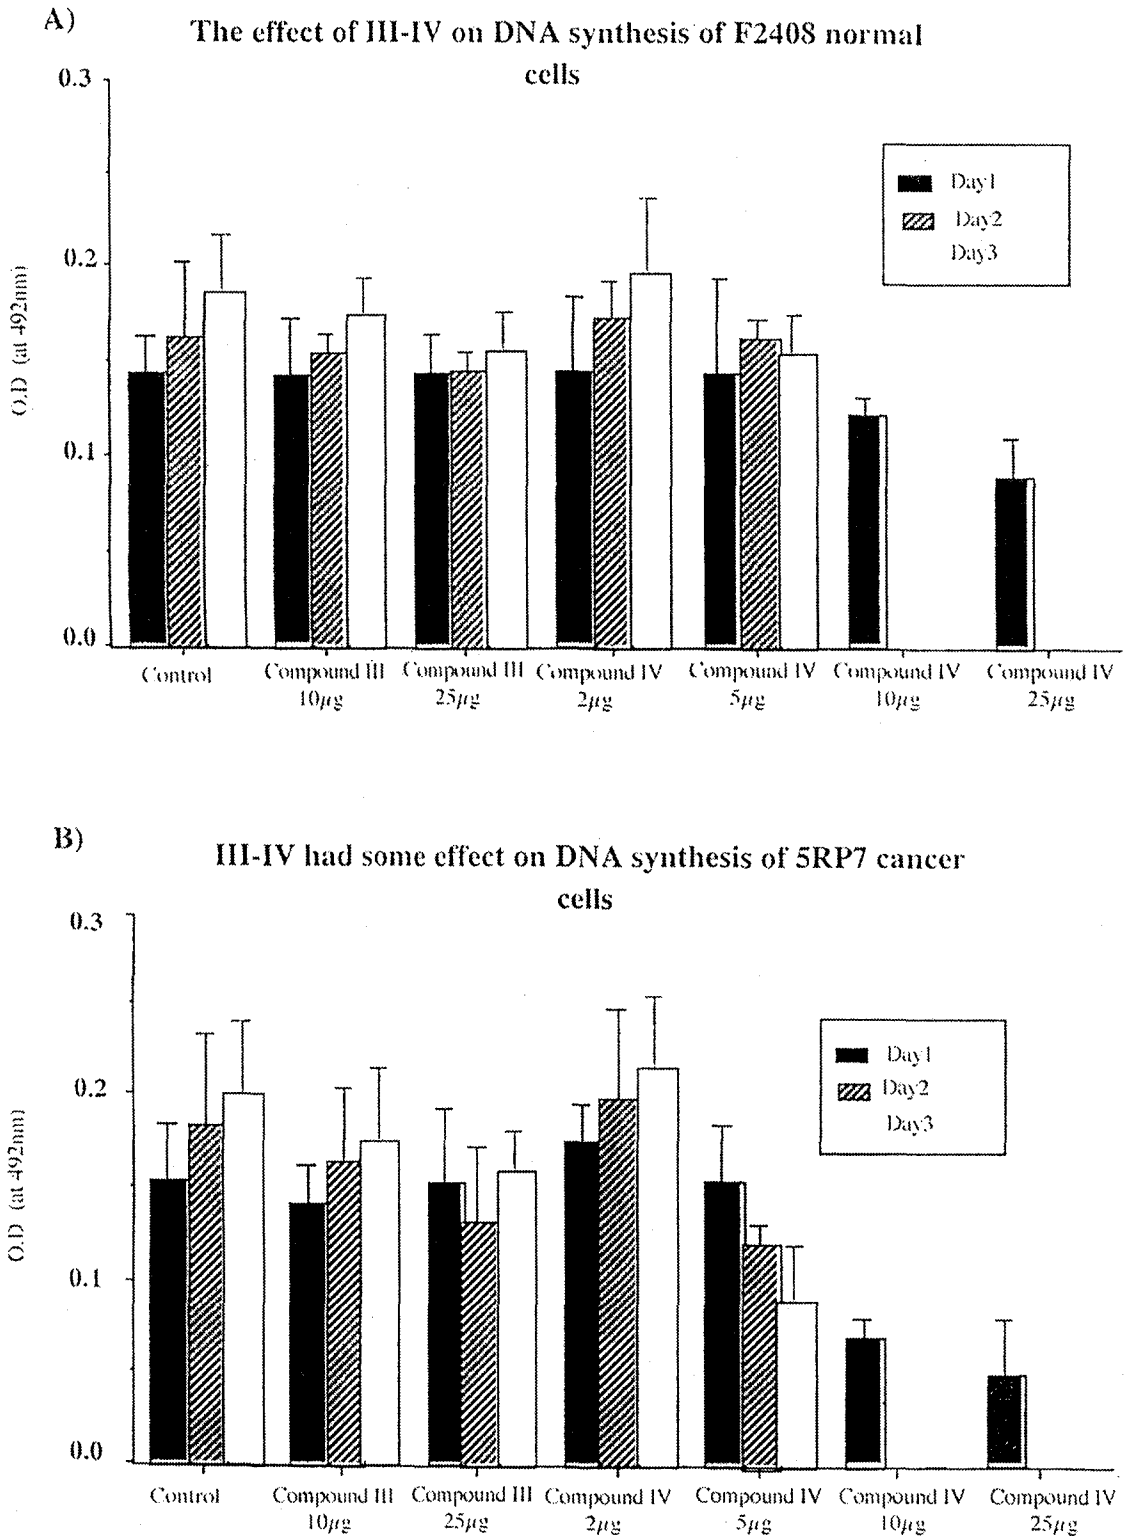 A)
The effect of III-IV on DNA synthesis of F2408 normal
cells
0.3
0.2
0.1
0.0
O.D (at 492nm)
Day1
Day2
Day3
Control
Compound III
10µg
Compound III
25µg
Compound IV
2µg
Compound IV
5µg
Compound IV
10µg
Compound IV
25µg
B)
III-IV had some effect on DNA synthesis of 5RP7 cancer
cells
0.3
0.2
0.1
0.0
O.D (at 492nm)
Day1
Day2
Day3
Control
Compound III
10µg
Compound III
25µg
Compound IV
2µg
Compound IV
5µg
Compound IV
10µg
Compound IV
25µg